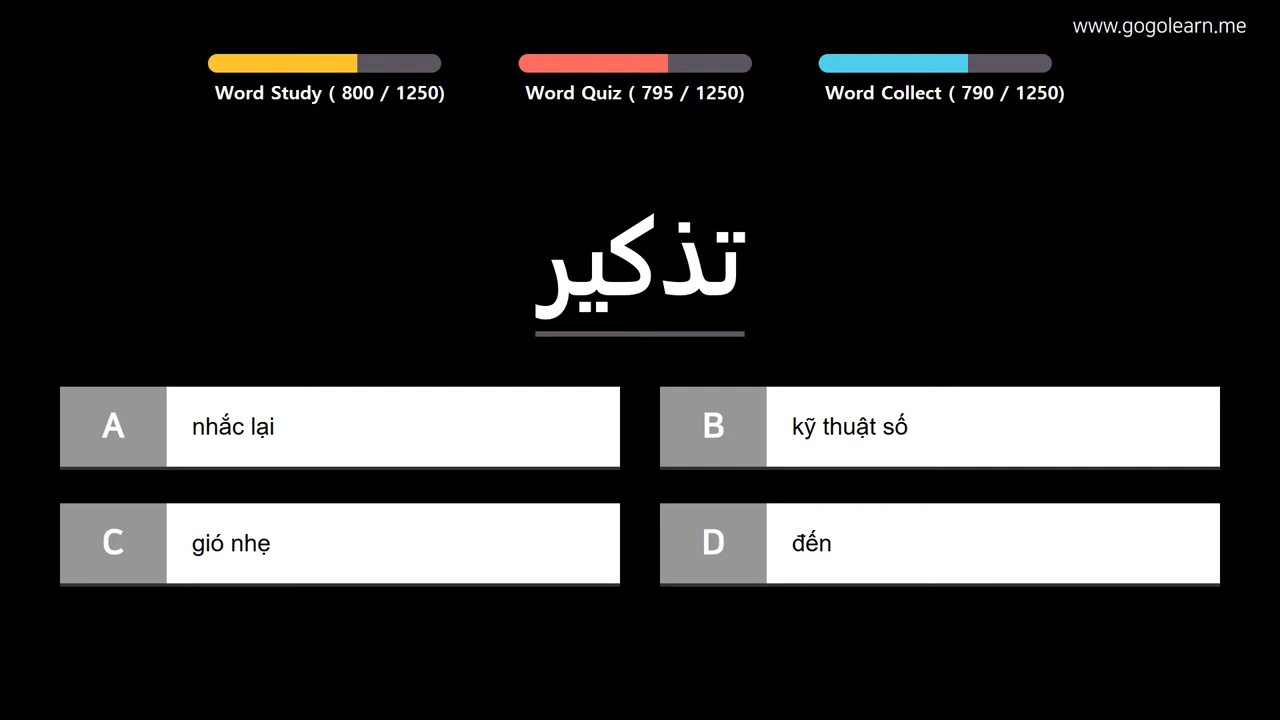 www.gogolearn.me
Word Study ( 800 / 1250)
Word Quiz ( 795 / 1250)
Word Collect ( 790 / 1250)
تذكير
A
nhắc lại
B
kỹ thuật số
C
gió nhẹ
D
đến